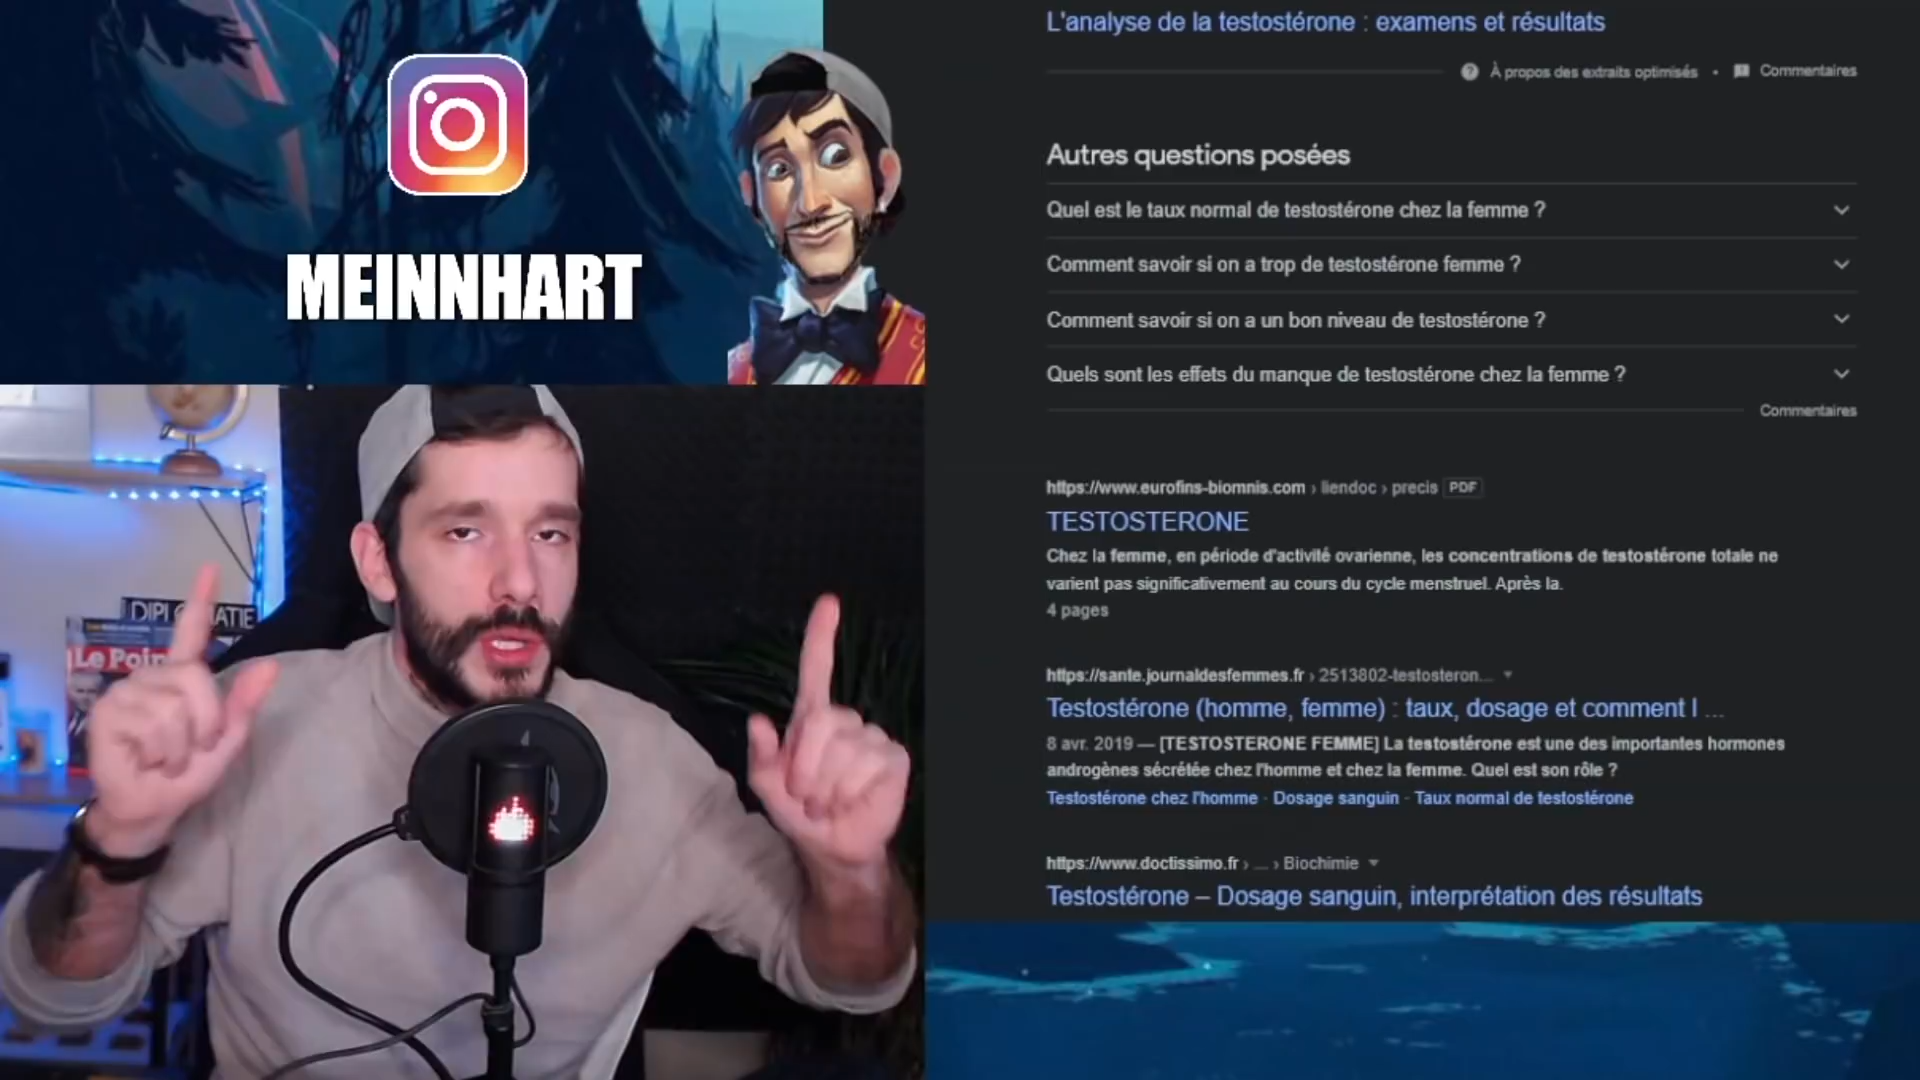 MEINNHART
DIPL
ATIE
Le Poin
L'analyse de la testostérone : examens et résultats
À propos des extraits optimisés • Commentaires
Autres questions posées
Quel est le taux normal de testostérone chez la femme ?
Comment savoir si on a trop de testostérone femme ?
Comment savoir si on a un bon niveau de testostérone ?
Quels sont les effets du manque de testostérone chez la femme ?
Commentaires
https://www.eurofins-biomnis.com › liendoc › precis PDF
TESTOSTERONE
Chez la femme, en période d'activité ovarienne, les concentrations de testostérone totale ne
varient pas significativement au cours du cycle menstruel. Après la.
4 pages
https://sante.journaldesfemmes.fr › 2513802-testosteron...
Testostérone (homme, femme) : taux, dosage et comment l ...
8 avr. 2019 — [TESTOSTERONE FEMME] La testostérone est une des importantes hormones
androgènes sécrétée chez l'homme et chez la femme. Quel est son rôle ?
Testostérone chez l'homme · Dosage sanguin · Taux normal de testostérone
https://www.doctissimo.fr › ... › Biochimie
Testostérone – Dosage sanguin, interprétation des résultats